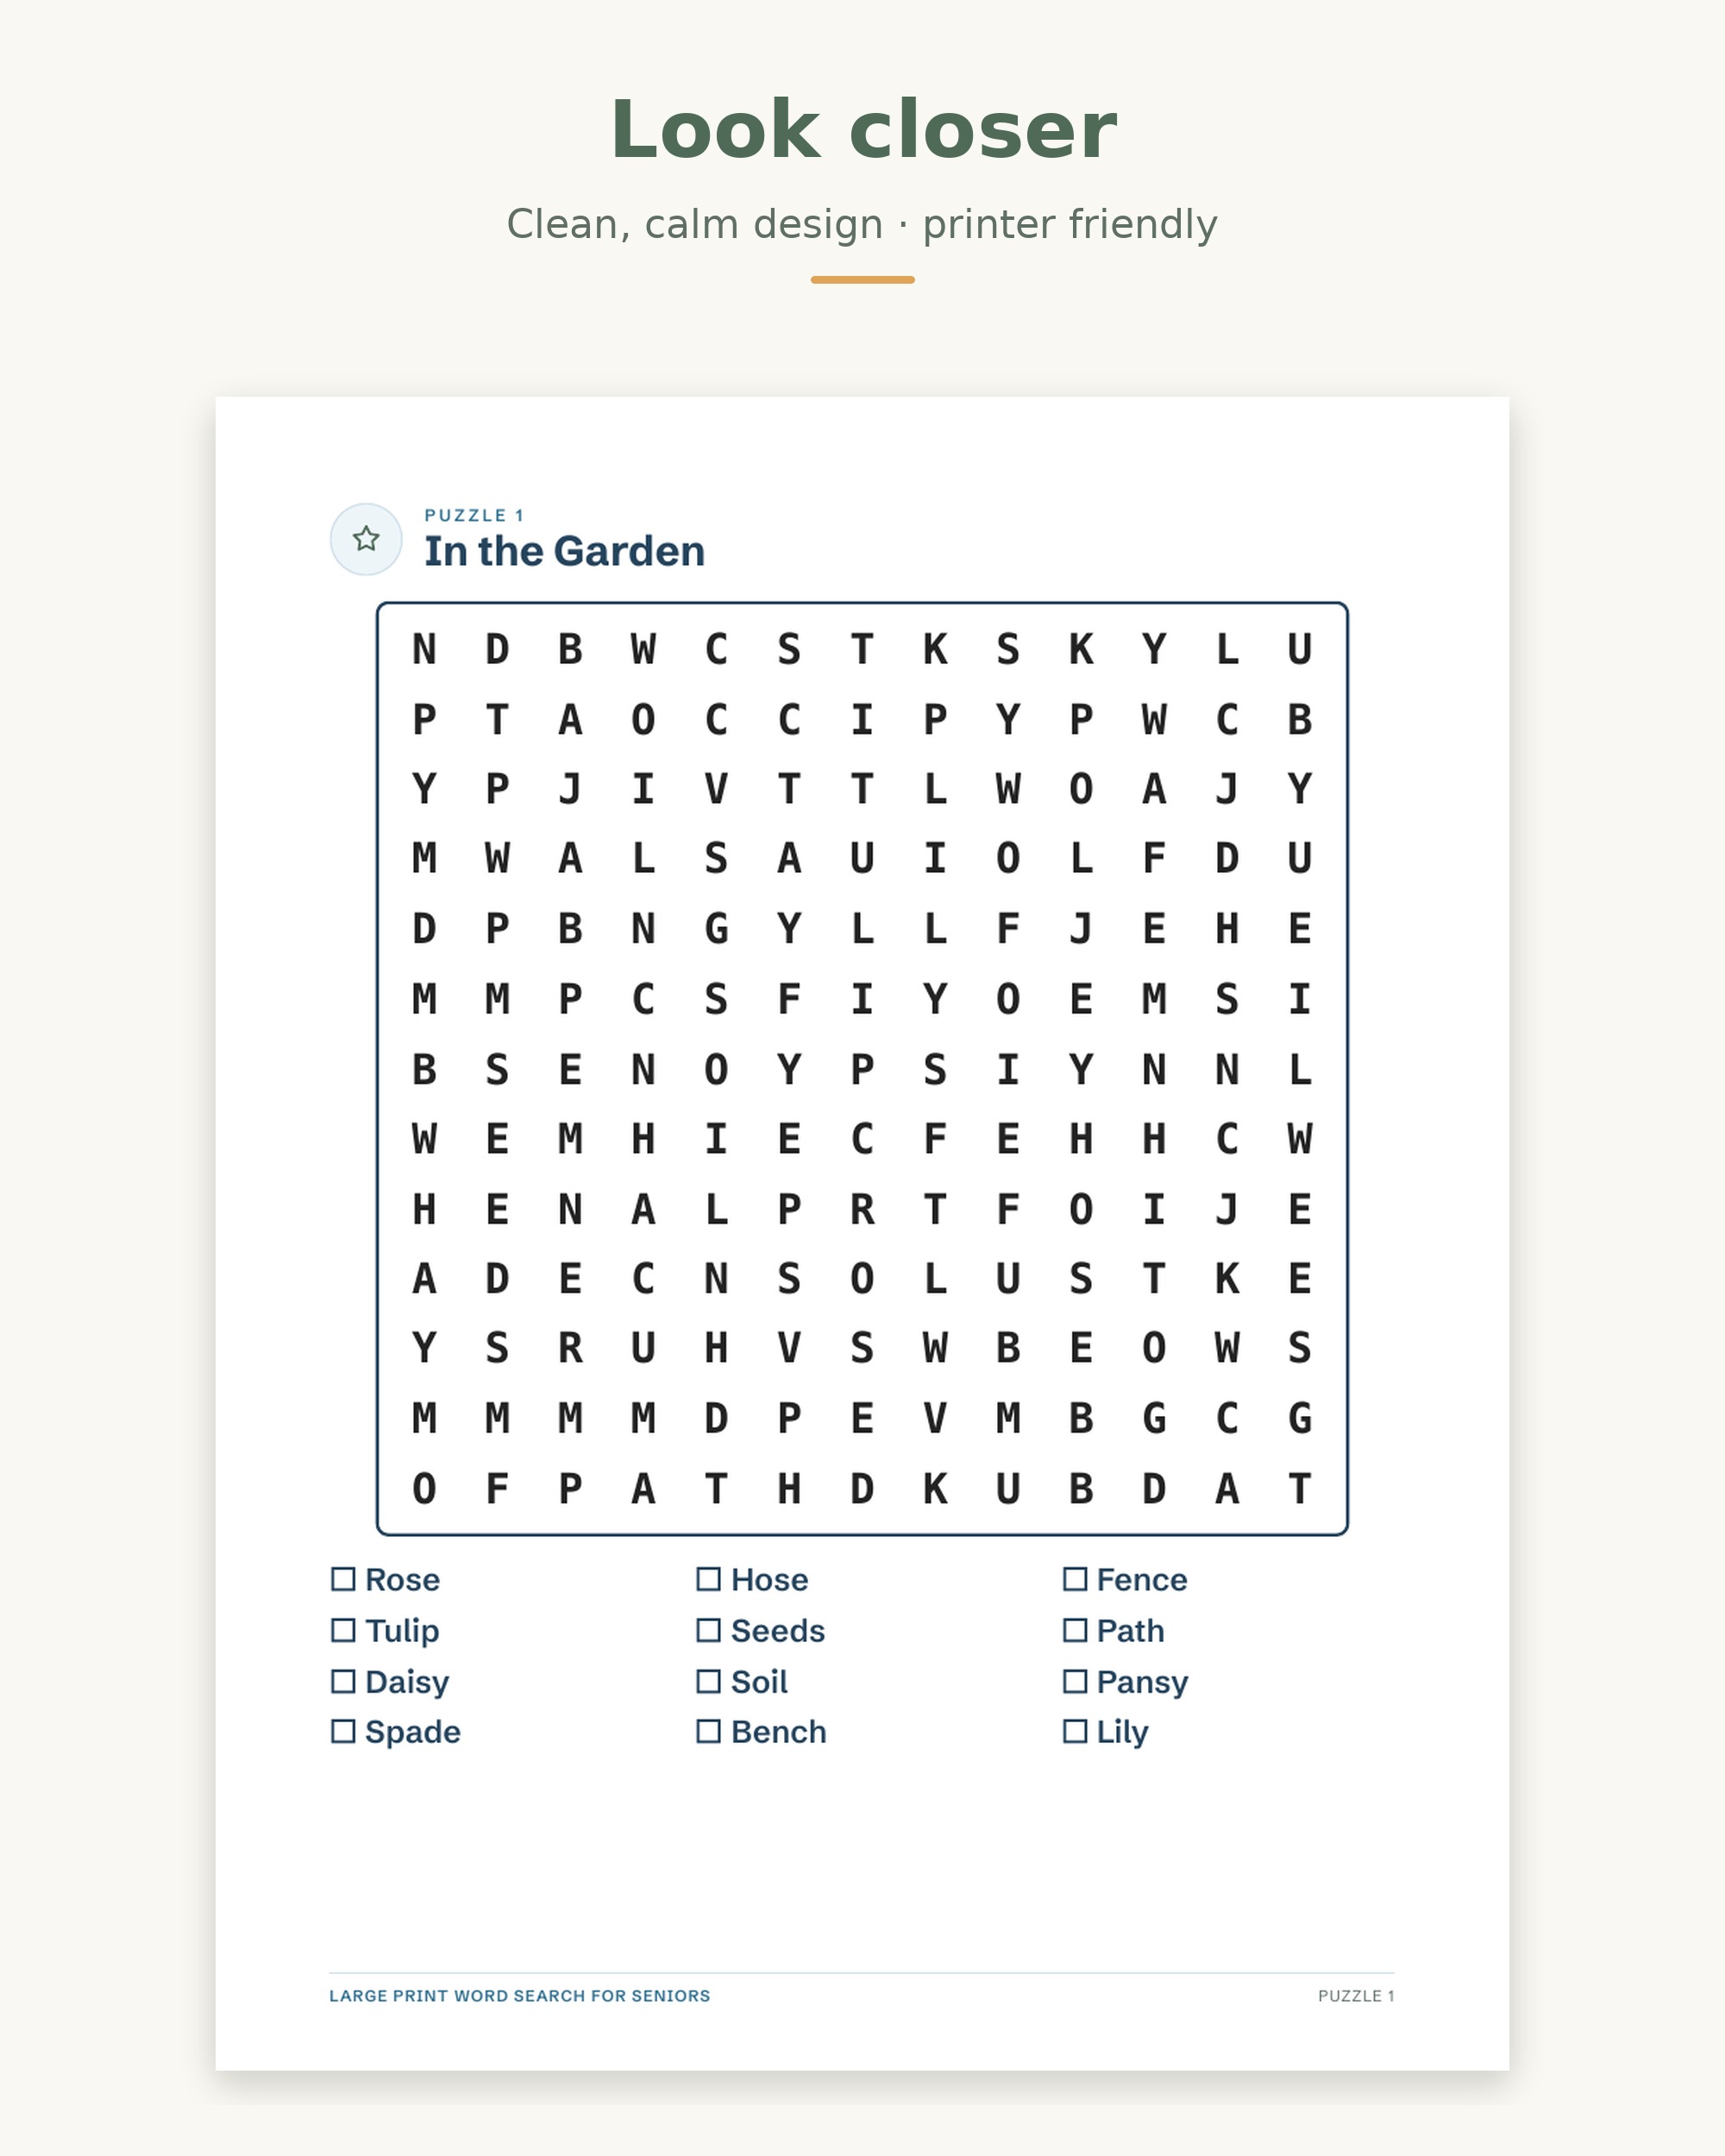 Look closer
Clean, calm design · printer friendly
PUZZLE 1
In the Garden
N D B W C S T K S K Y L U
P T A O C C I P Y P W C B
Y P J I V T T L W O A J Y
M W A L S A U I O L F D U
D P B N G Y L L F J E H E
M M P C S F I Y O E M S I
B S E N O Y P S I Y N N L
W E M H I E C F E H H C W
H E N A L P R T F O I J E
A D E C N S O L U S T K E
Y S R U H V S W B E O W S
M M M M D P E V M B G C G
O F P A T H D K U B D A T
Rose Hose Fence
Tulip Seeds Path
Daisy Soil Pansy
Spade Bench Lily
LARGE PRINT WORD SEARCH FOR SENIORS PUZZLE 1